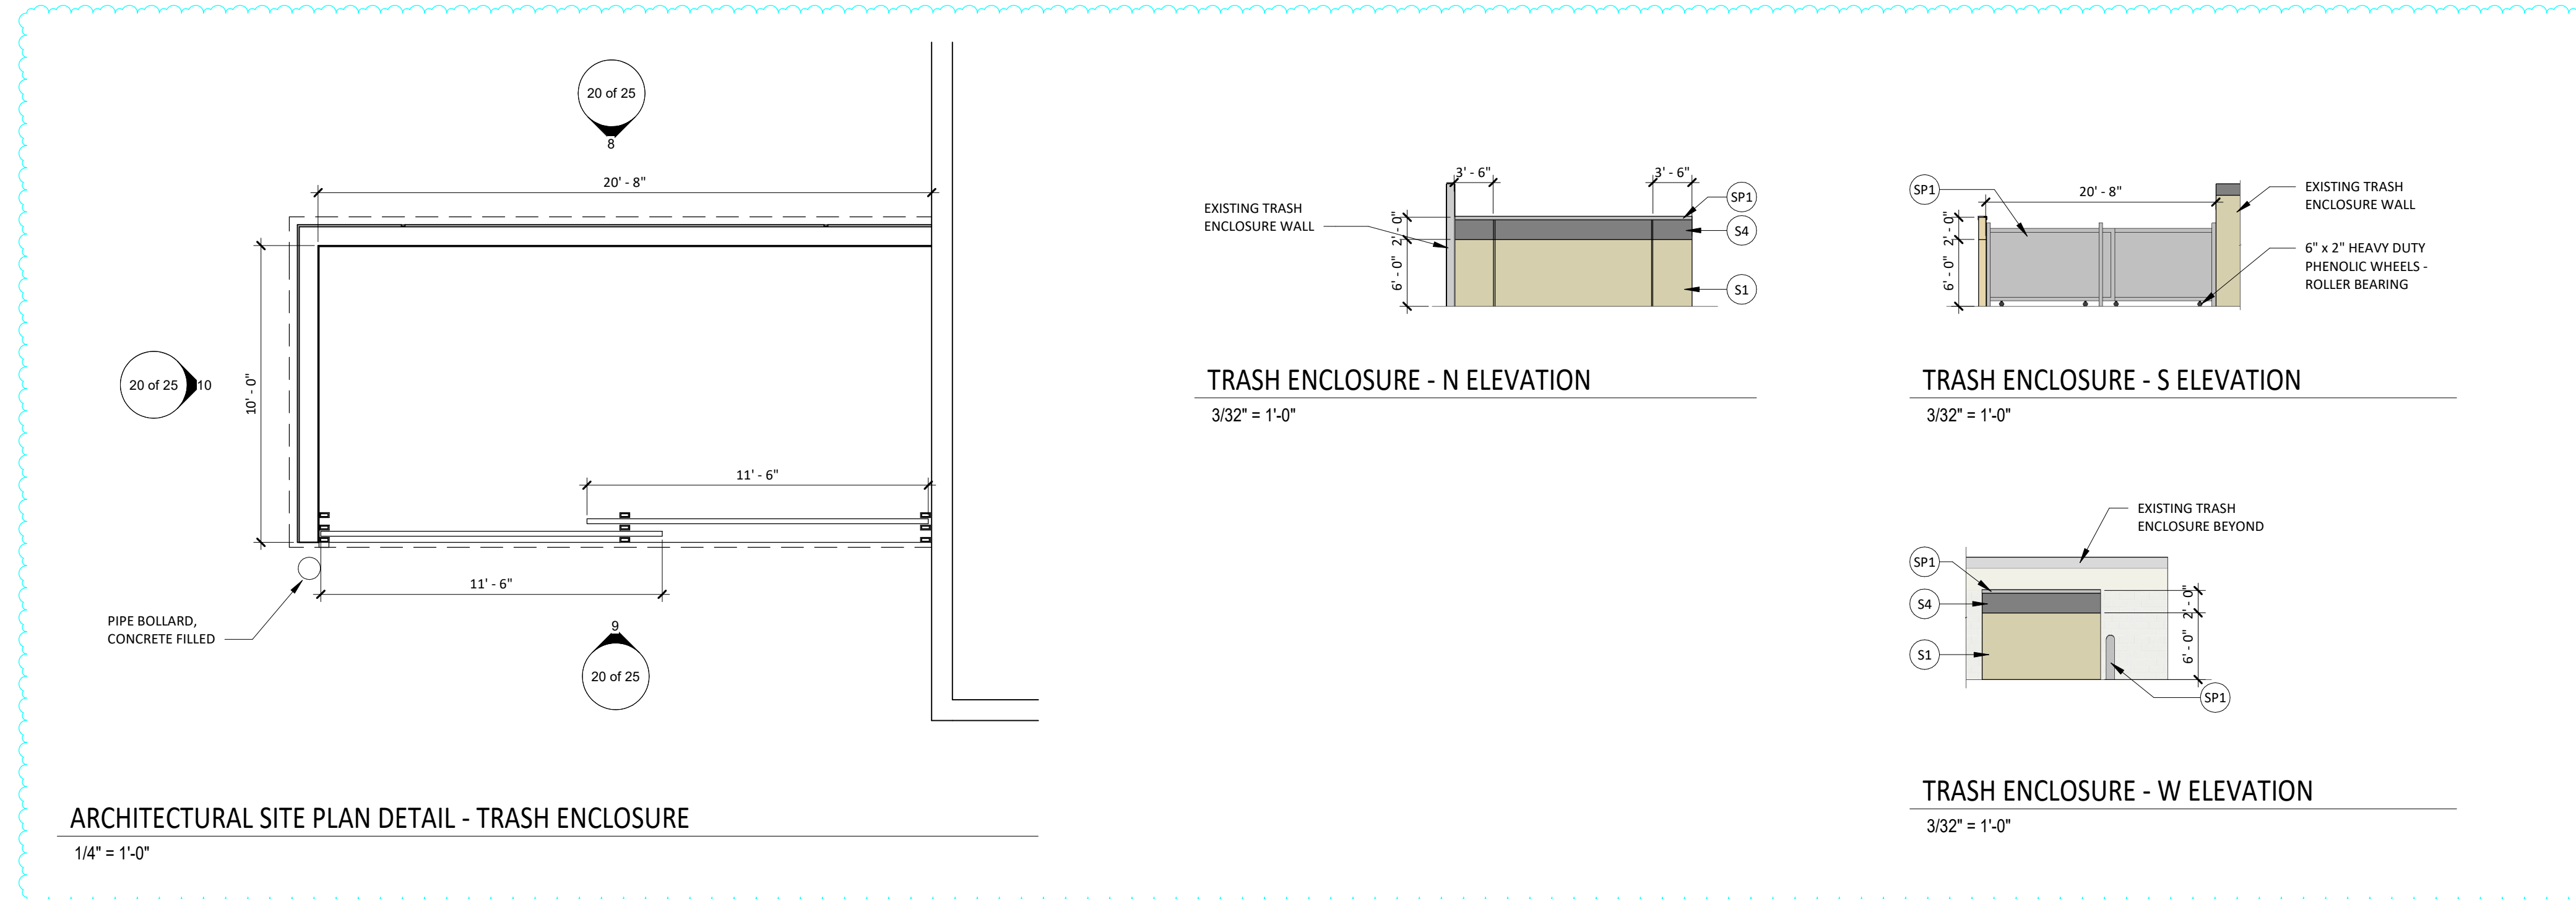 20 of 25
8
20' - 8"
20 of 25
10
10' - 0"
11' - 6"
11' - 6"
PIPE BOLLARD,
CONCRETE FILLED
9
20 of 25
ARCHITECTURAL SITE PLAN DETAIL - TRASH ENCLOSURE
1/4" = 1'-0"
EXISTING TRASH
ENCLOSURE WALL
3' - 6"
3' - 6"
2' - 0"
6' - 0"
SP1
S4
S1
TRASH ENCLOSURE - N ELEVATION
3/32" = 1'-0"
SP1
20' - 8"
2' - 0"
6' - 0"
EXISTING TRASH
ENCLOSURE WALL
6" x 2" HEAVY DUTY
PHENOLIC WHEELS -
ROLLER BEARING
TRASH ENCLOSURE - S ELEVATION
3/32" = 1'-0"
EXISTING TRASH
ENCLOSURE BEYOND
SP1
S4
S1
2' - 0"
6' - 0"
SP1
TRASH ENCLOSURE - W ELEVATION
3/32" = 1'-0"